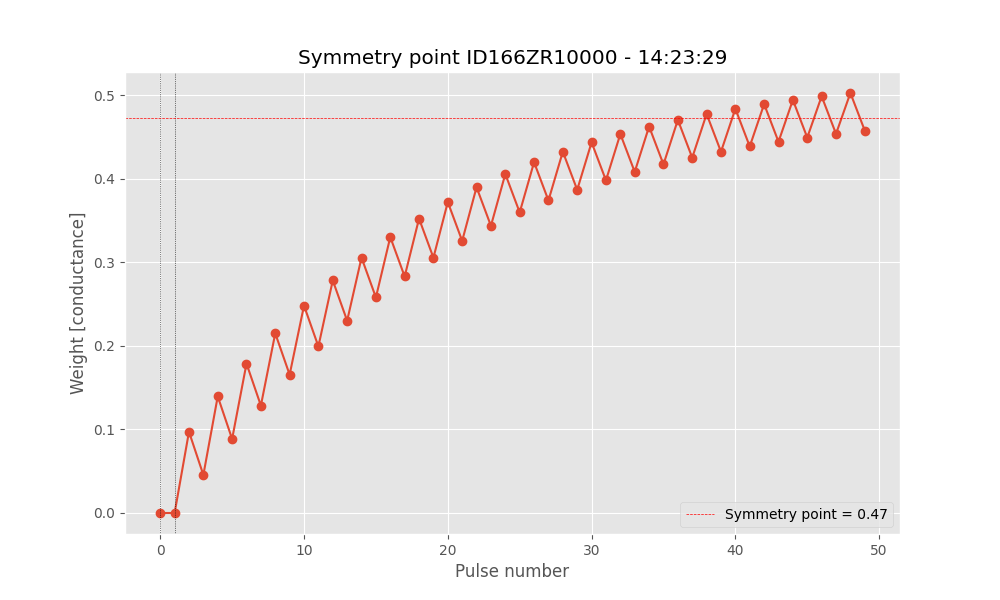 Symmetry point ID166ZR10000 - 14:23:29
Weight [conductance]
0.5
0.4
0.3
0.2
0.1
0.0
Symmetry point = 0.47
0 10 20 30 40 50
Pulse number